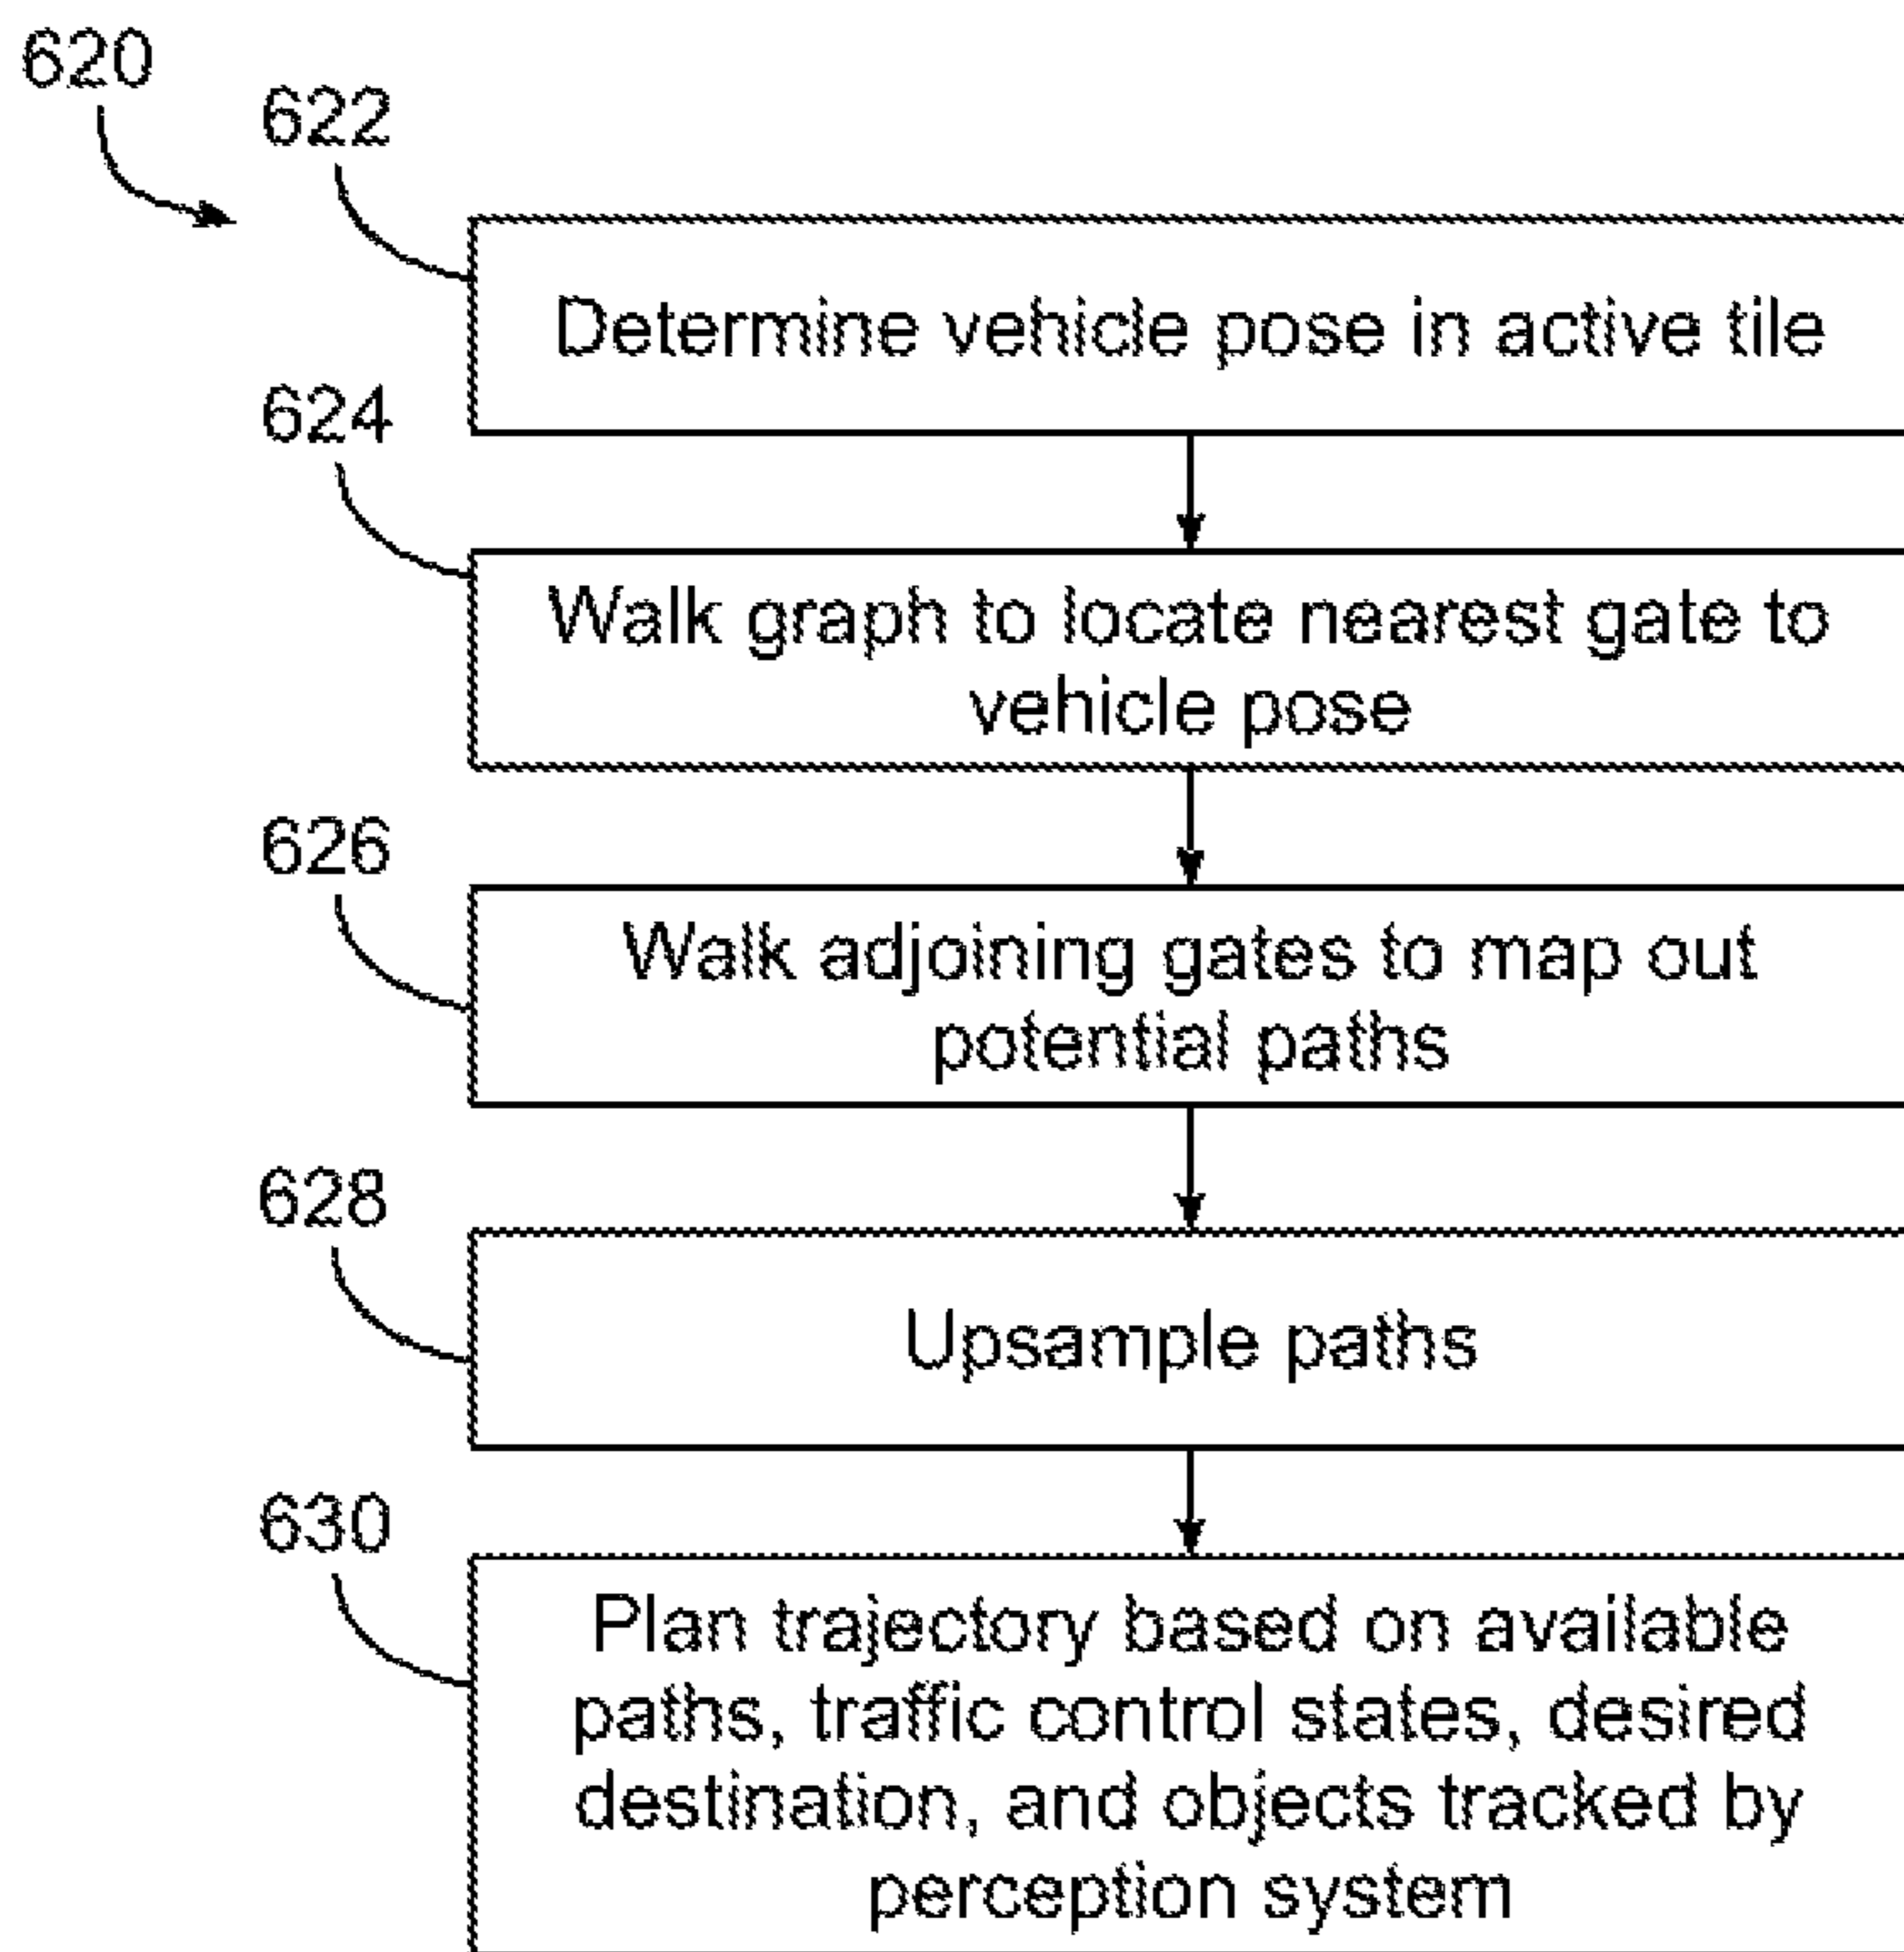 620
622
Determine vehicle pose in active tile
624
Walk graph to locate nearest gate to
vehicle pose
626
Walk adjoining gates to map out
potential paths
628
Upsample paths
630
Plan trajectory based on available
paths, traffic control states, desired
destination, and objects tracked by
perception system